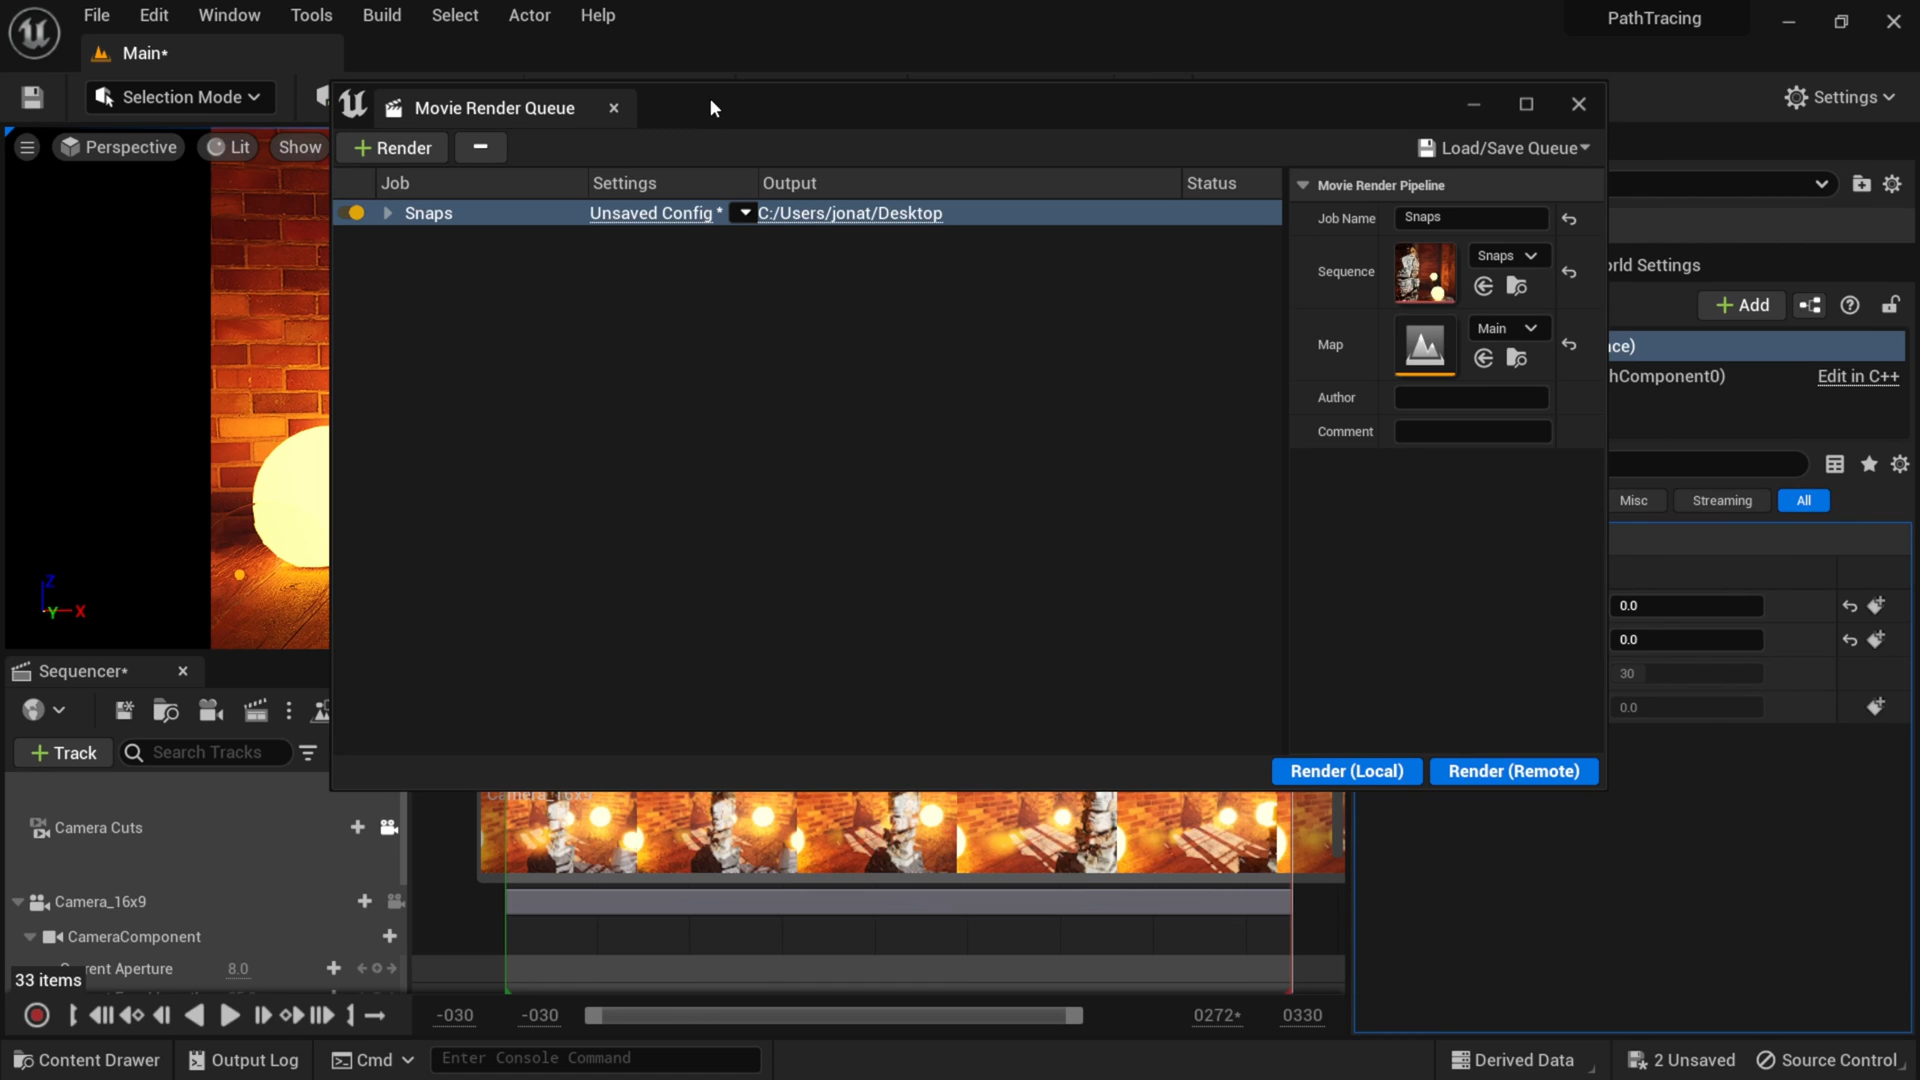 File Edit Window Tools Build Select Actor Help
PathTracing
Main*
Selection Mode
Settings
Movie Render Queue
Perspective Lit Show
Render
Load/Save Queue
Job Settings Output Status
Snaps Unsaved Config * C:/Users/jonat/Desktop
Movie Render Pipeline
Job Name Snaps
Sequence Snaps
Map Main
Author
Comment
Render (Local) Render (Remote)
rld Settings
Add
ce)
hComponent0) Edit in C++
Misc Streaming All
0.0
0.0
30
0.0
Z
Y X
Sequencer*
Track Search Tracks
Camera Cuts
Camera_16x9
Camera_16x9
CameraComponent
rent Aperture 8.0
33 items
-030 -030 0272* 0330
Content Drawer Output Log Cmd Enter Console Command
Derived Data 2 Unsaved Source Control